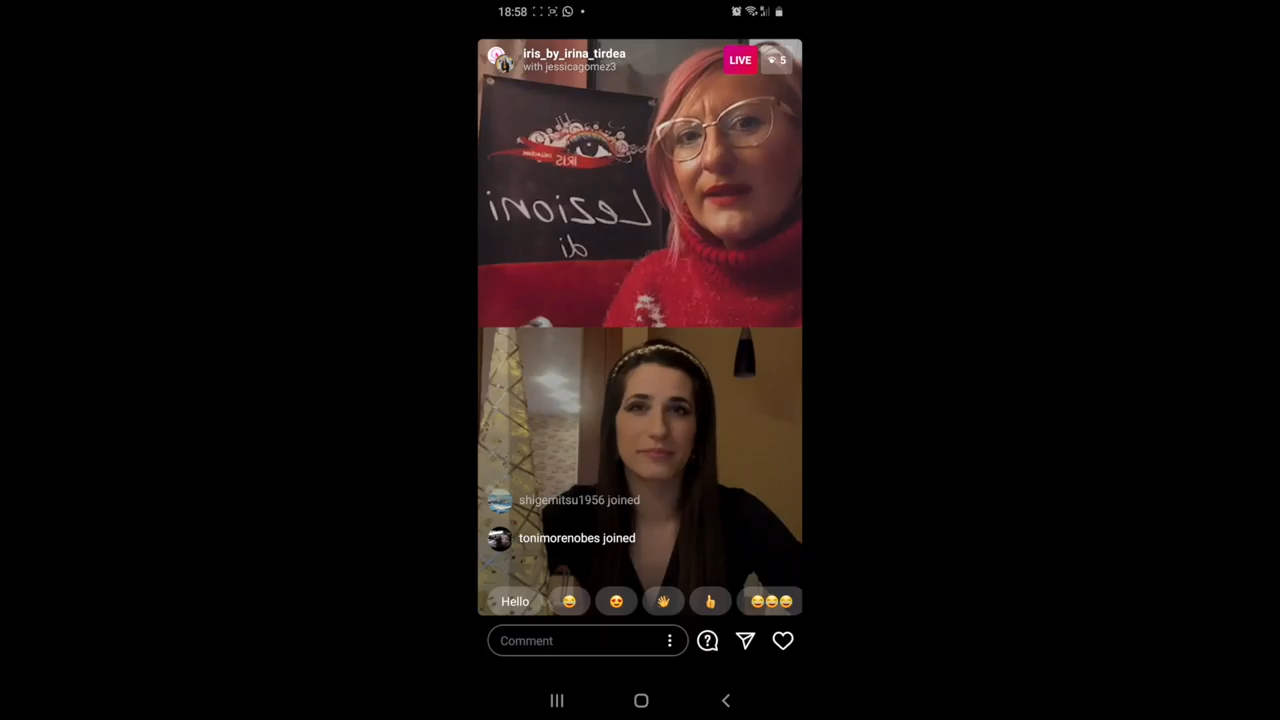 18:58
iris_by_irina_tirdea
with jessicagomez3
LIVE
5
IRIS
Lezioni
di
shigemitsu1956 joined
tonimorenobes joined
Hello
Comment